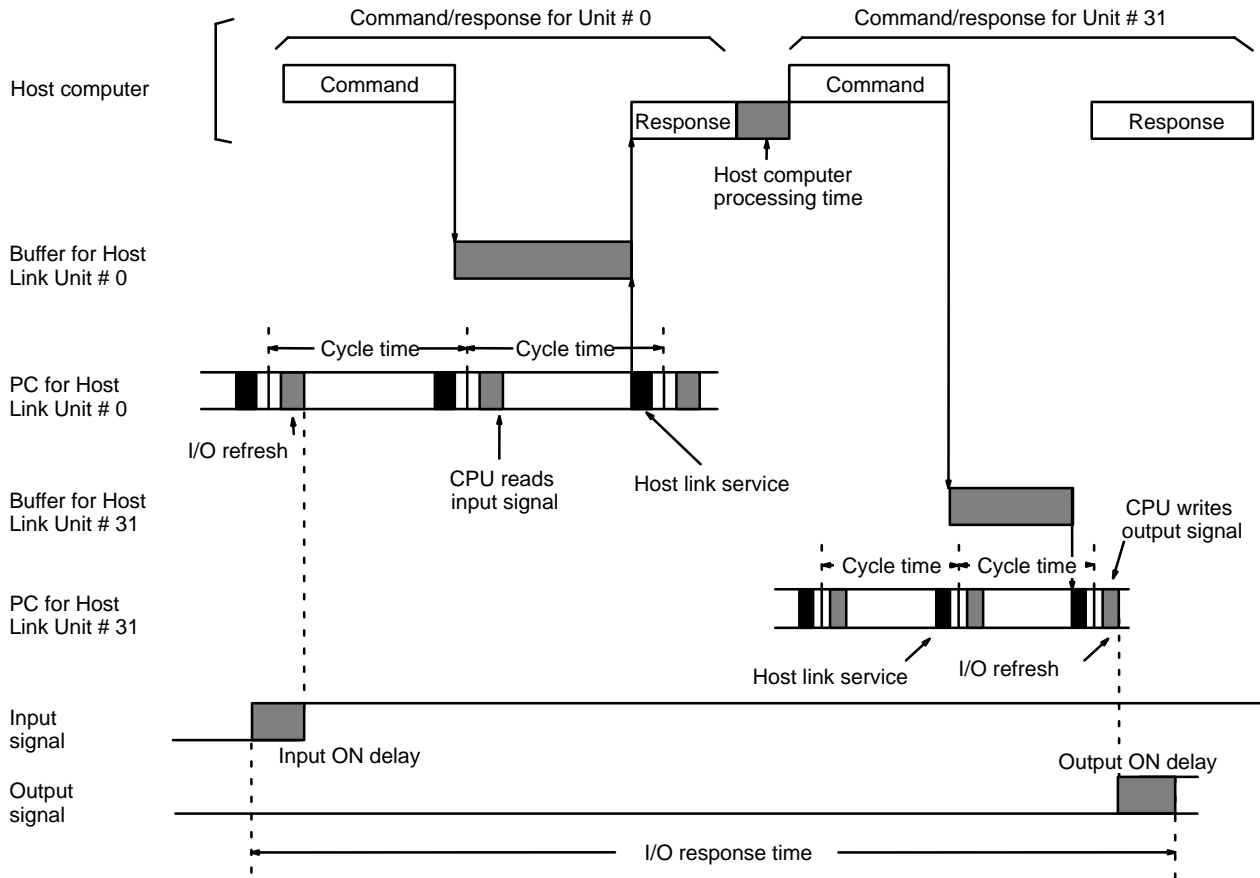 Command/response for Unit # 0
Command/response for Unit # 31
Host computer
Command
Command
Response
Response
Host computer
processing time
Buffer for Host
Link Unit # 0
Cycle time
Cycle time
PC for Host
Link Unit # 0
I/O refresh
CPU reads
input signal
Host link service
Buffer for Host
Link Unit # 31
CPU writes
output signal
Cycle time
Cycle time
PC for Host
Link Unit # 31
Host link service
I/O refresh
Input
signal
Input ON delay
Output ON delay
Output
signal
I/O response time